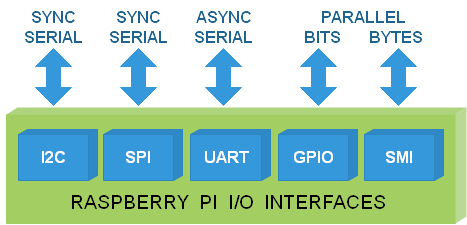 SYNC SYNC ASYNC PARALLEL
SERIAL SERIAL SERIAL BITS BYTES
I2C SPI UART GPIO SMI
RASPBERRY PI I/O INTERFACES